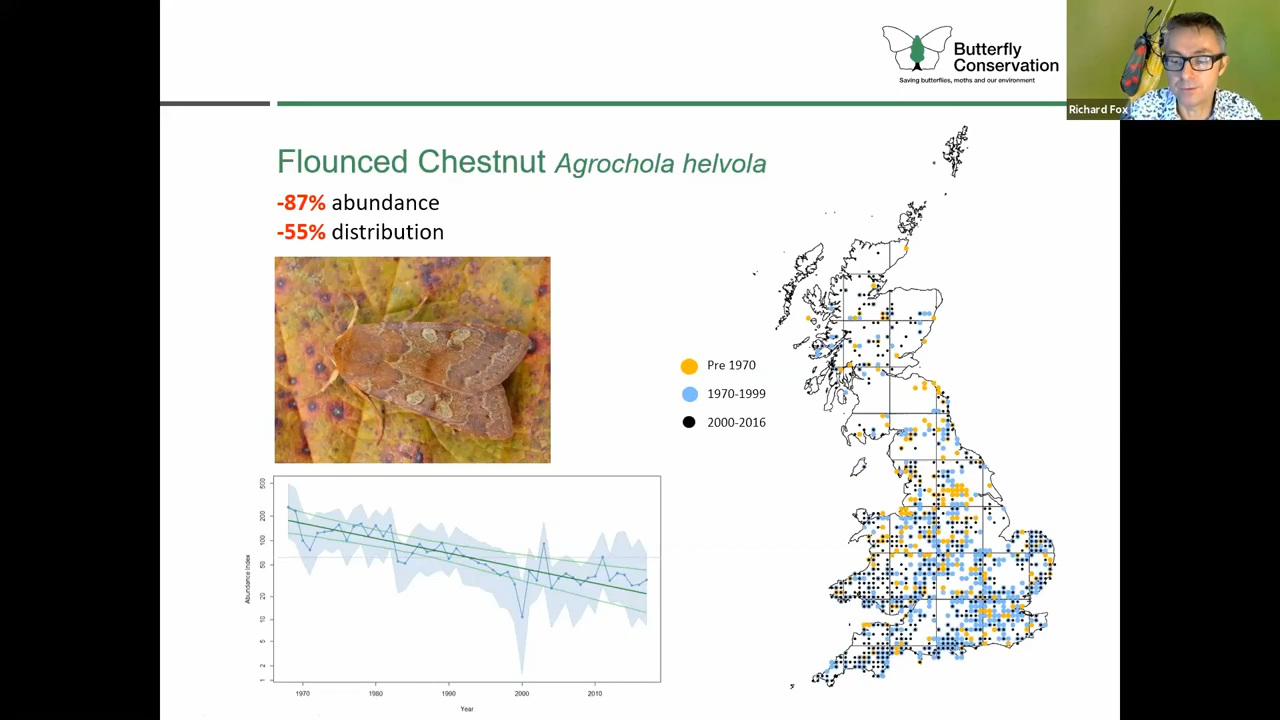 Butterfly
Conservation
Saving butterflies, moths and our environment
Richard Fox
Flounced Chestnut Agrochola helvola
-87% abundance
-55% distribution
Pre 1970
1970-1999
2000-2016
Abundance Index
500
200
100
50
20
10
5
2
1
1970
1980
1990
2000
2010
Year